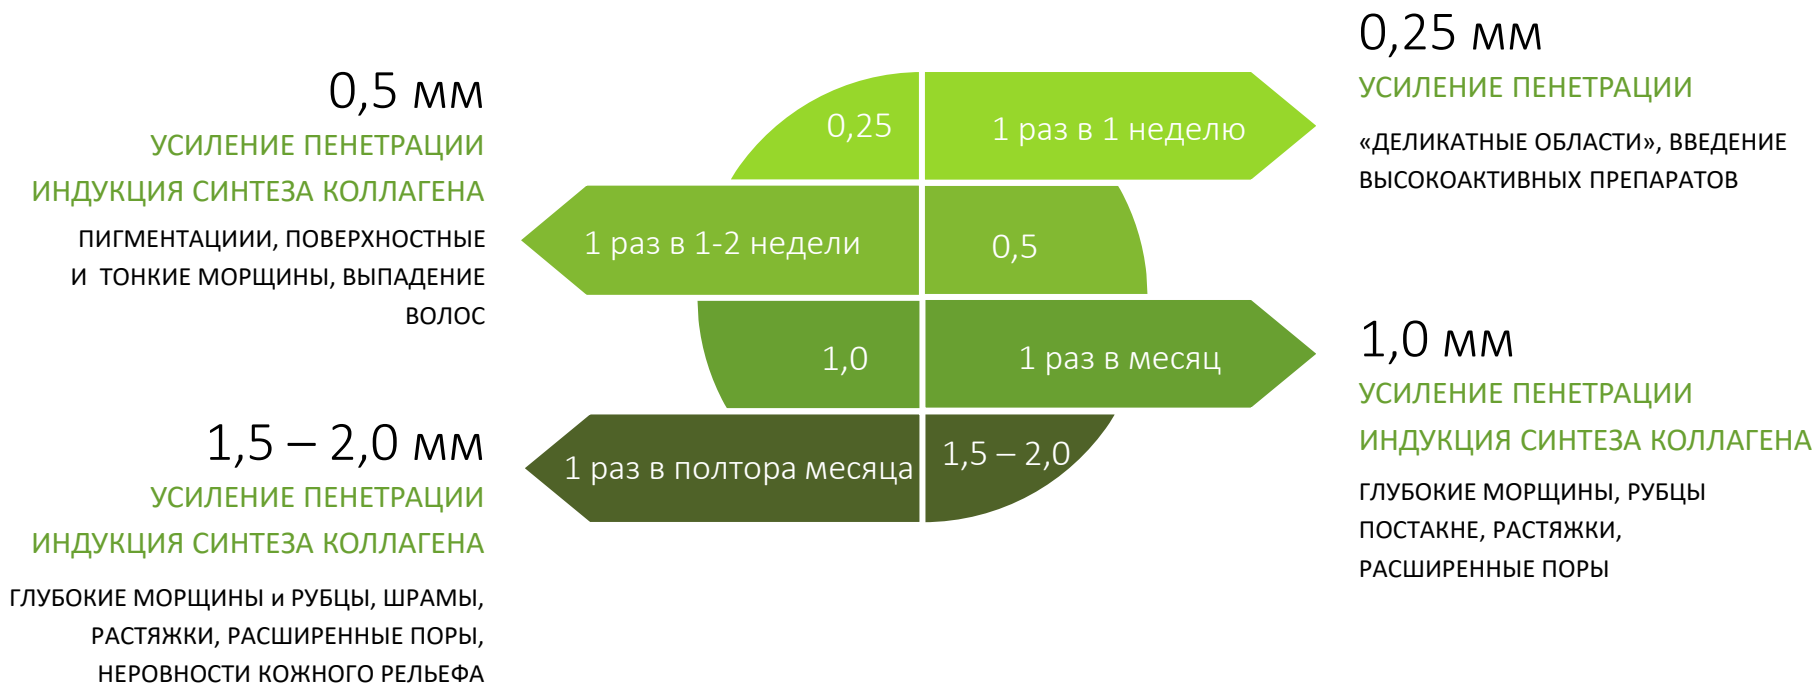 0,5 мм
УСИЛЕНИЕ ПЕНЕТРАЦИИ
ИНДУКЦИЯ СИНТЕЗА КОЛЛАГЕНА
ПИГМЕНТАЦИИИ, ПОВЕРХНОСТНЫЕ
И ТОНКИЕ МОРЩИНЫ, ВЫПАДЕНИЕ
ВОЛОС
1,5 – 2,0 мм
УСИЛЕНИЕ ПЕНЕТРАЦИИ
ИНДУКЦИЯ СИНТЕЗА КОЛЛАГЕНА
ГЛУБОКИЕ МОРЩИНЫ и РУБЦЫ, ШРАМЫ,
РАСТЯЖКИ, РАСШИРЕННЫЕ ПОРЫ,
НЕРОВНОСТИ КОЖНОГО РЕЛЬЕФА
0,25
1 раз в 1 неделю
1 раз в 1-2 недели
0,5
1,0
1 раз в месяц
1 раз в полтора месяца
1,5 – 2,0
0,25 мм
УСИЛЕНИЕ ПЕНЕТРАЦИИ
«ДЕЛИКАТНЫЕ ОБЛАСТИ», ВВЕДЕНИЕ
ВЫСОКОАКТИВНЫХ ПРЕПАРАТОВ
1,0 мм
УСИЛЕНИЕ ПЕНЕТРАЦИИ
ИНДУКЦИЯ СИНТЕЗА КОЛЛАГЕНА
ГЛУБОКИЕ МОРЩИНЫ, РУБЦЫ
ПОСТАКНЕ, РАСТЯЖКИ,
РАСШИРЕННЫЕ ПОРЫ